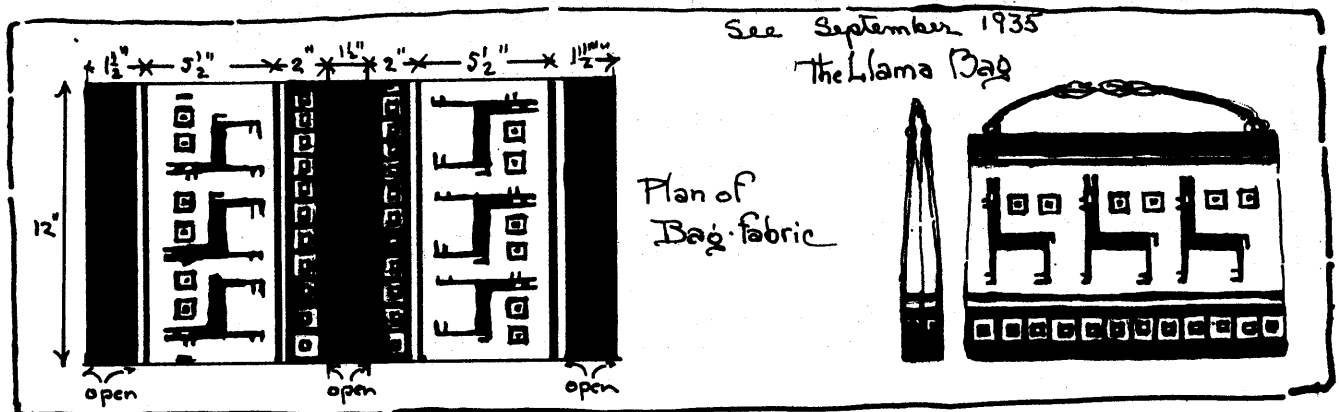 See September 1935
The Llama Bag
1½" 5½" 2" 1½" 2" 5½" 1½"
12"
Plan of
Bag-fabric
open open open